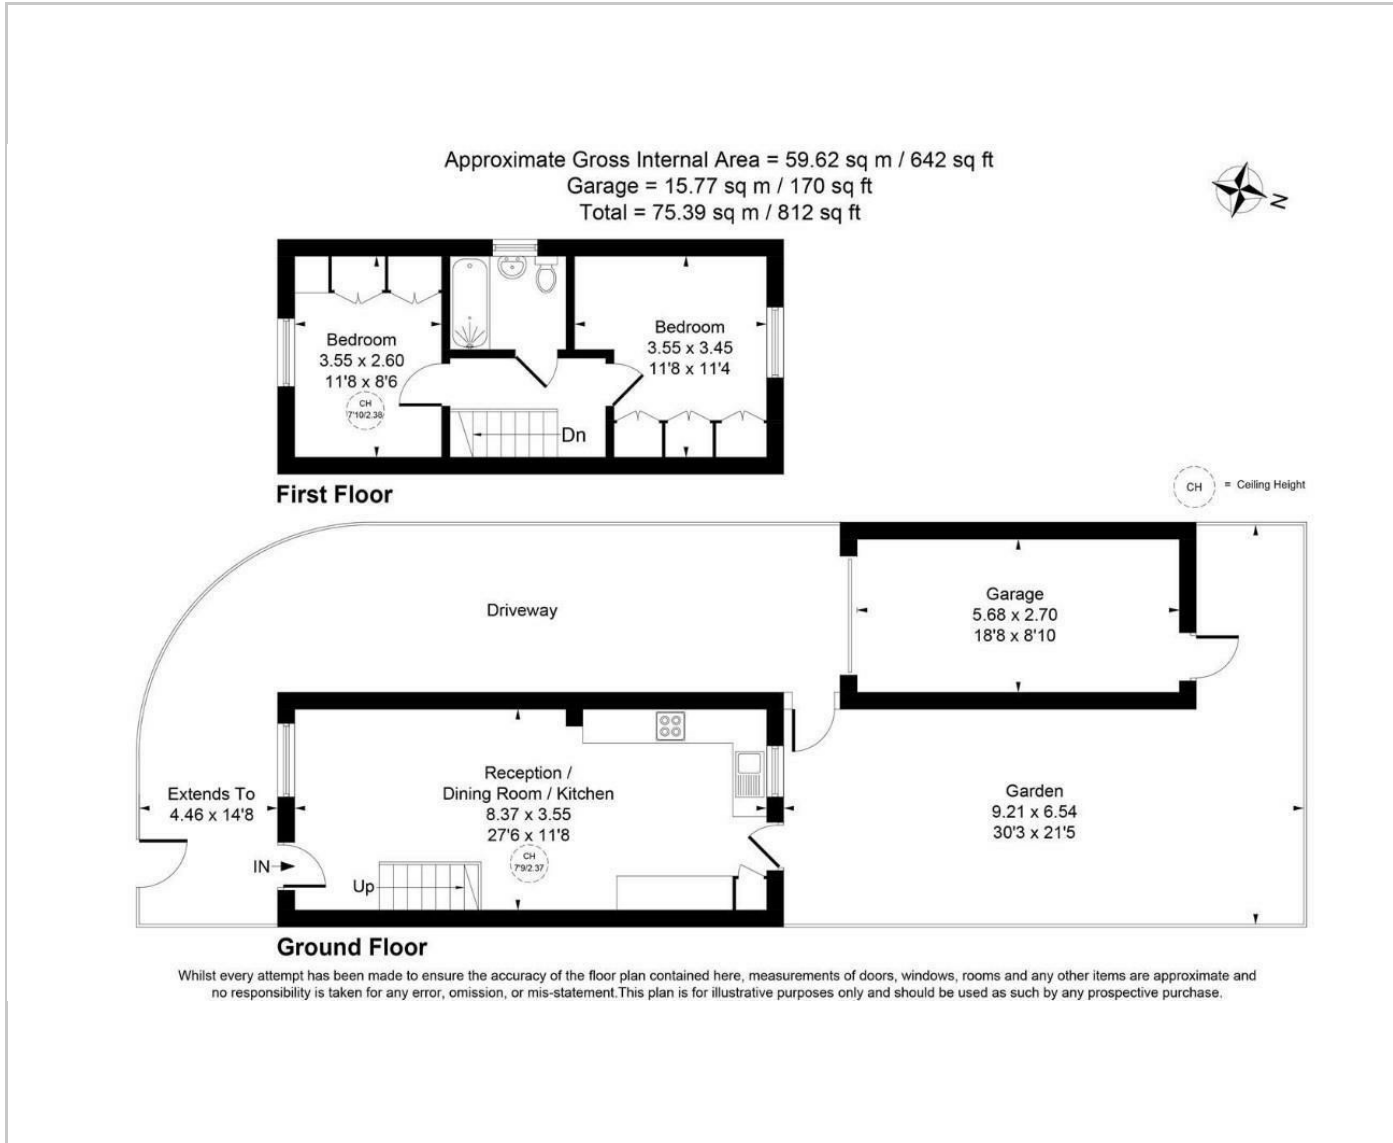 Approximate Gross Internal Area = 59.62 sq m / 642 sq ft
Garage = 15.77 sq m / 170 sq ft
Total = 75.39 sq m / 812 sq ft
N
Bedroom
3.55 x 2.60
11'8 x 8'6
CH
7'10/2.38
Bedroom
3.55 x 3.45
11'8 x 11'4
Dn
First Floor
CH
= Ceiling Height
Driveway
Garage
5.68 x 2.70
18'8 x 8'10
Extends To
4.46 x 14'8
Reception /
Dining Room / Kitchen
8.37 x 3.55
27'6 x 11'8
CH
7'9/2.37
Garden
9.21 x 6.54
30'3 x 21'5
IN
Up
Ground Floor
Whilst every attempt has been made to ensure the accuracy of the floor plan contained here, measurements of doors, windows, rooms and any other items are approximate and
no responsibility is taken for any error, omission, or mis-statement.This plan is for illustrative purposes only and should be used as such by any prospective purchase.